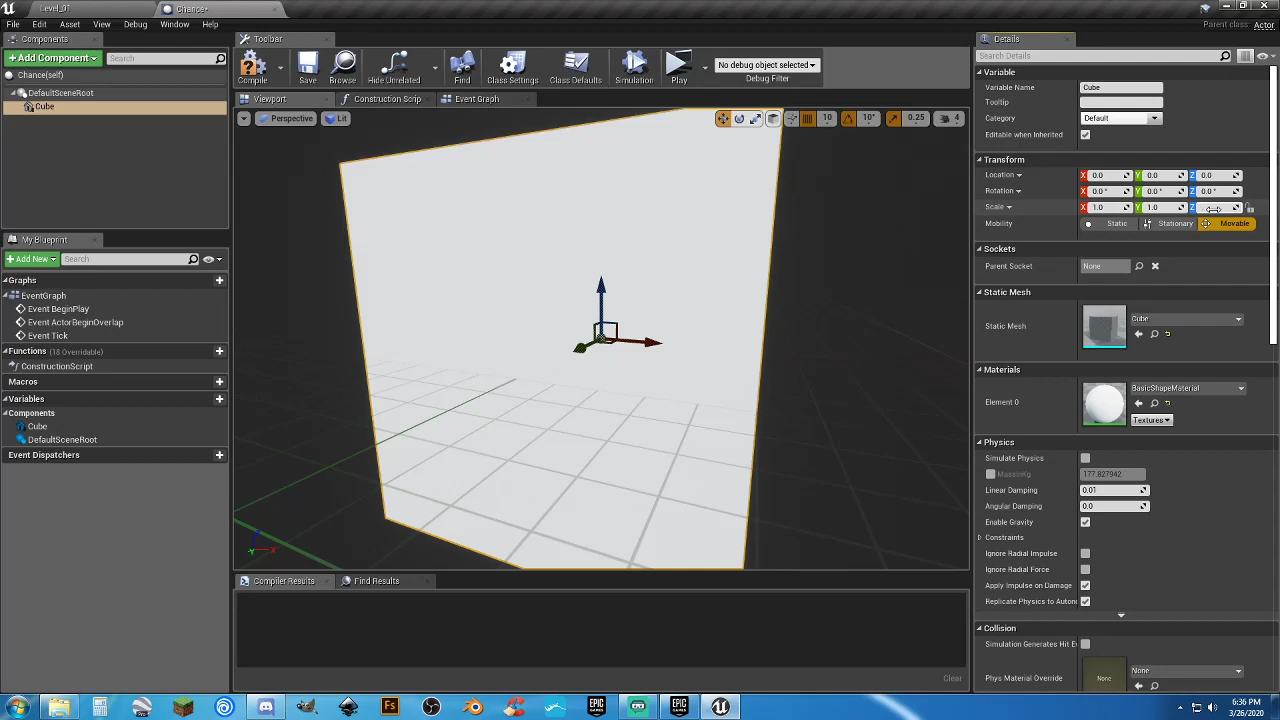 Level_01
Chance*
File Edit Asset View Debug Window Help
Parent class: Actor
Components
+Add Component
Search
Chance(self)
DefaultSceneRoot
Cube
My Blueprint
+Add New
Search
Graphs
EventGraph
Event BeginPlay
Event ActorBeginOverlap
Event Tick
Functions (18 Overridable)
ConstructionScript
Macros
Variables
Components
Cube
DefaultSceneRoot
Event Dispatchers
Toolbar
Compile
Save
Browse
Hide Unrelated
Find
Class Settings
Class Defaults
Simulation
Play
No debug object selected
Debug Filter
Viewport
Construction Scrip
Event Graph
Perspective
Lit
10
10°
0.25
4
Compiler Results
Find Results
Clear
Details
Search Details
Variable
Variable Name Cube
Tooltip
Category Default
Editable when Inherited
Transform
Location X 0.0 Y 0.0 Z 0.0
Rotation X 0.0 ° Y 0.0 ° Z 0.0 °
Scale X 1.0 Y 1.0 Z
Mobility Static Stationary Movable
Sockets
Parent Socket None
Static Mesh
Static Mesh Cube
Materials
Element 0 BasicShapeMaterial
Textures
Physics
Simulate Physics
MassInKg 177.827942
Linear Damping 0.01
Angular Damping 0.0
Enable Gravity
Constraints
Ignore Radial Impulse
Ignore Radial Force
Apply Impulse on Damage
Replicate Physics to Auton
Collision
Simulation Generates Hit E
Phys Material Override None None
Pro
Fs
EPIC GAMES
EPIC GAMES
6:36 PM
3/26/2020